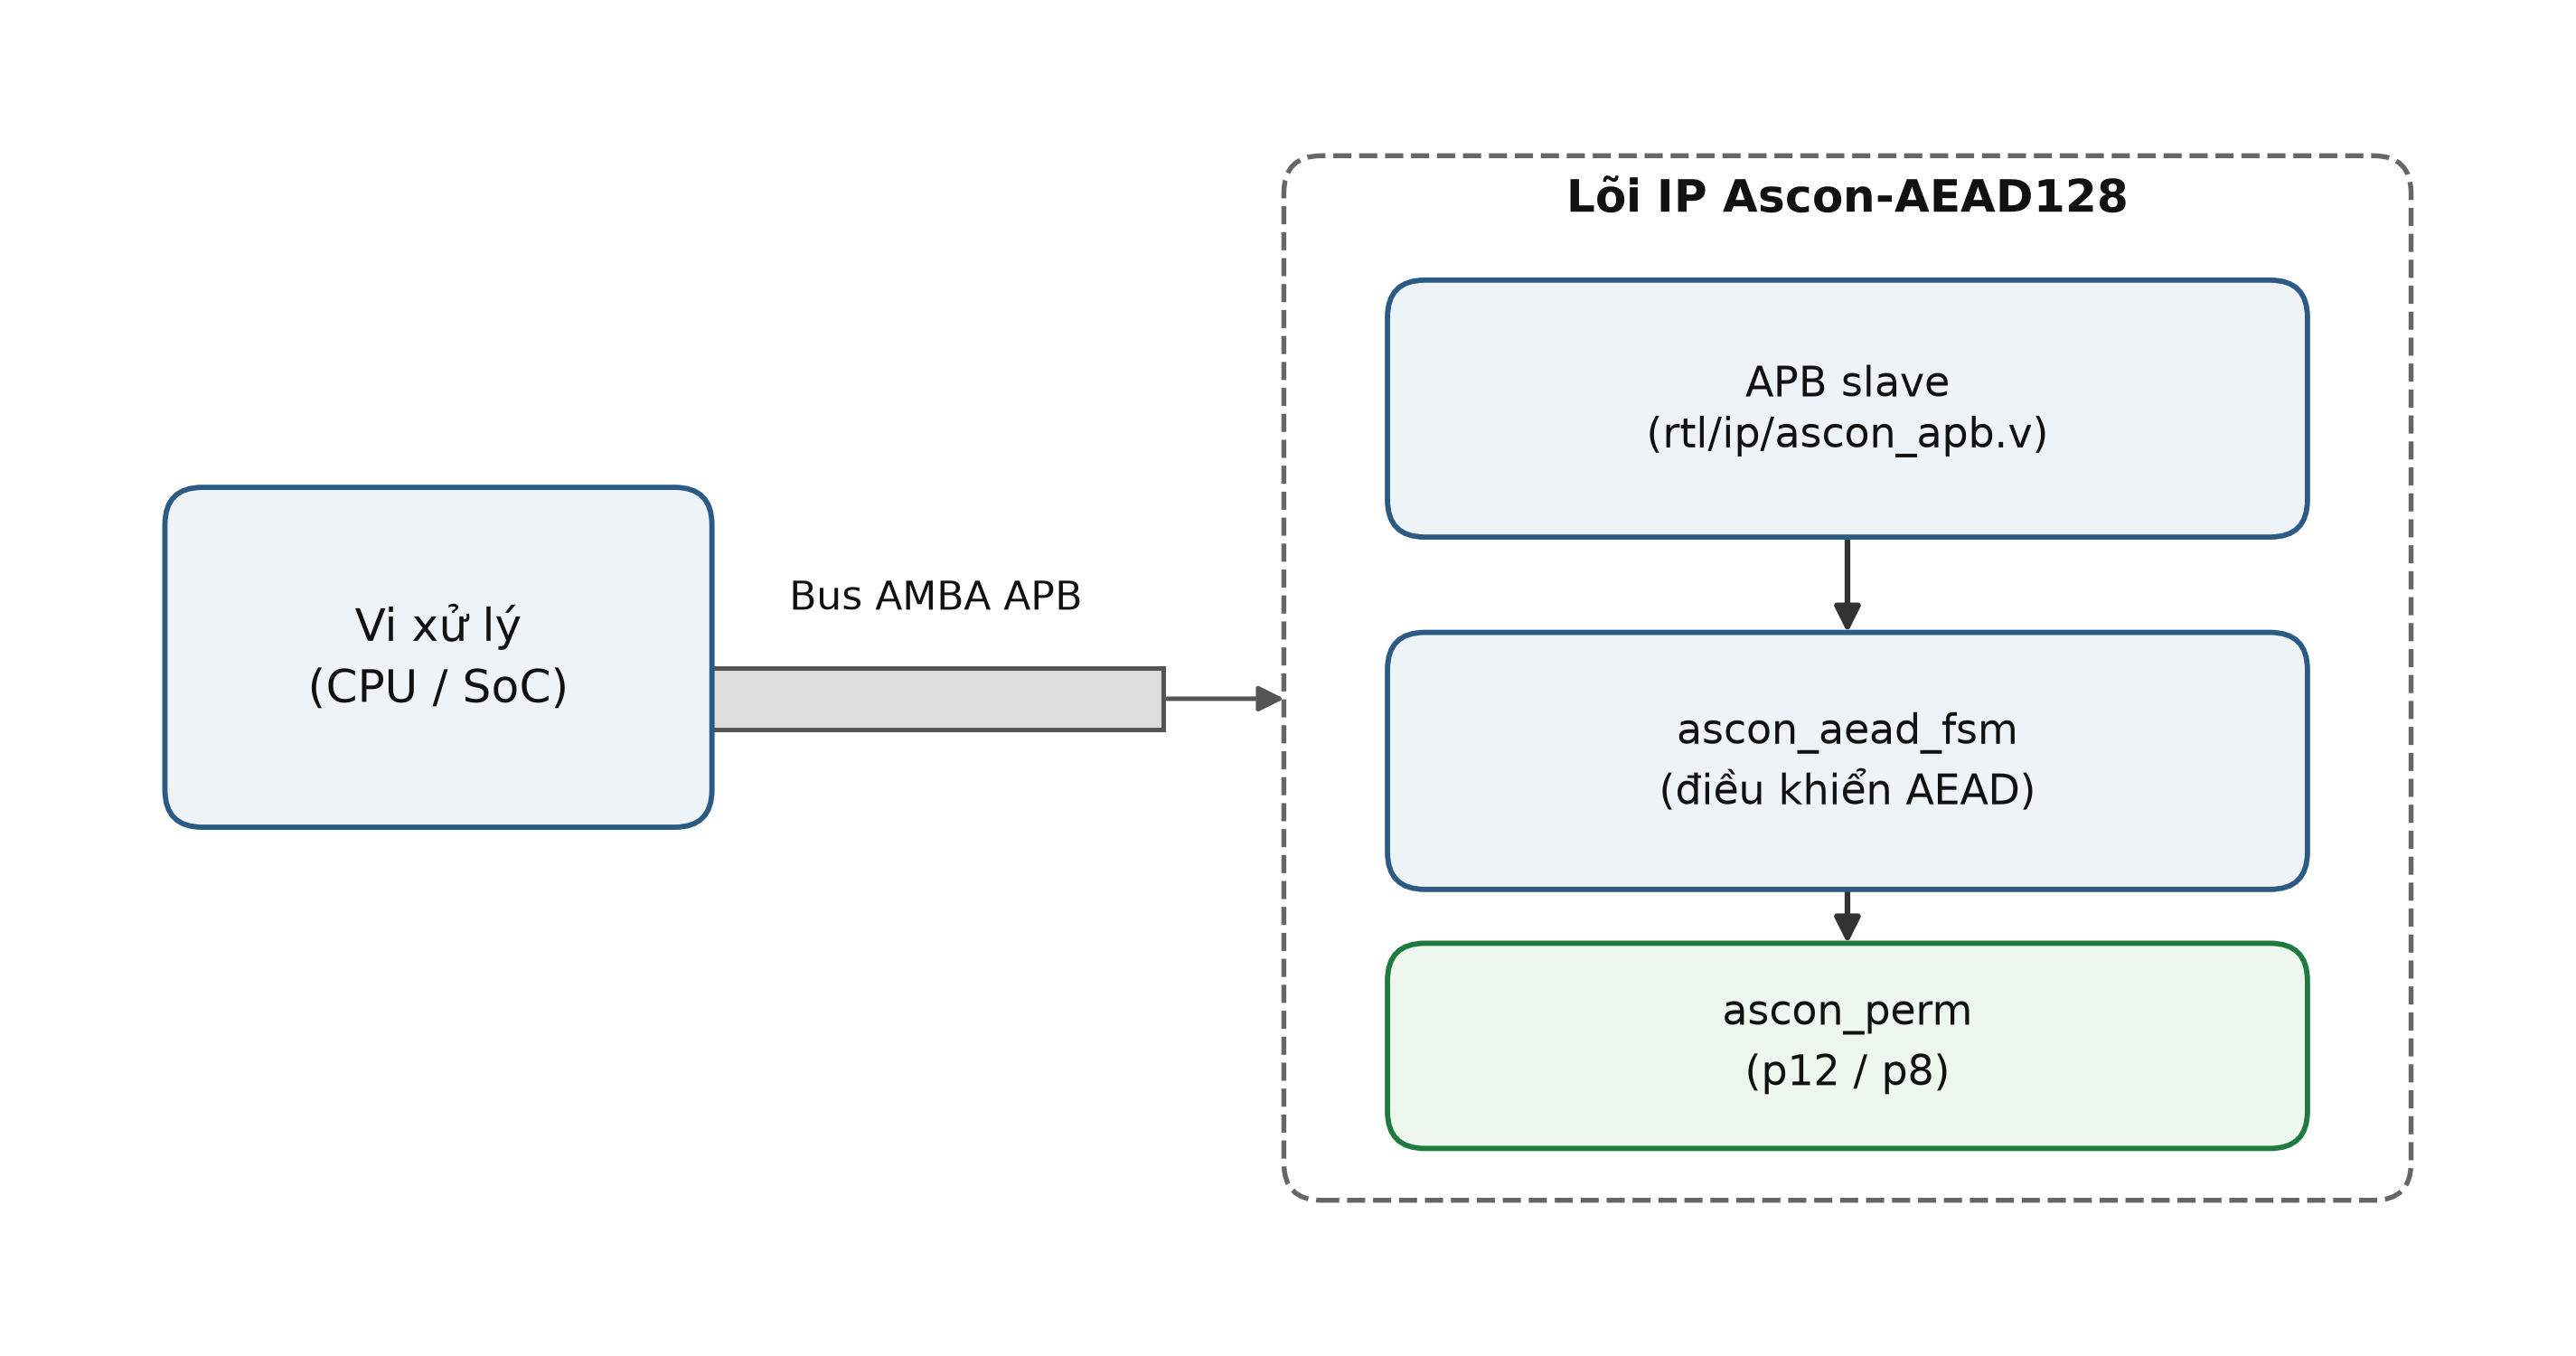 Lõi IP Ascon-AEAD128
APB slave
(rtl/ip/ascon_apb.v)
Bus AMBA APB
Vi xử lý
(CPU / SoC)
ascon_aead_fsm
(điều khiển AEAD)
ascon_perm
(p12 / p8)